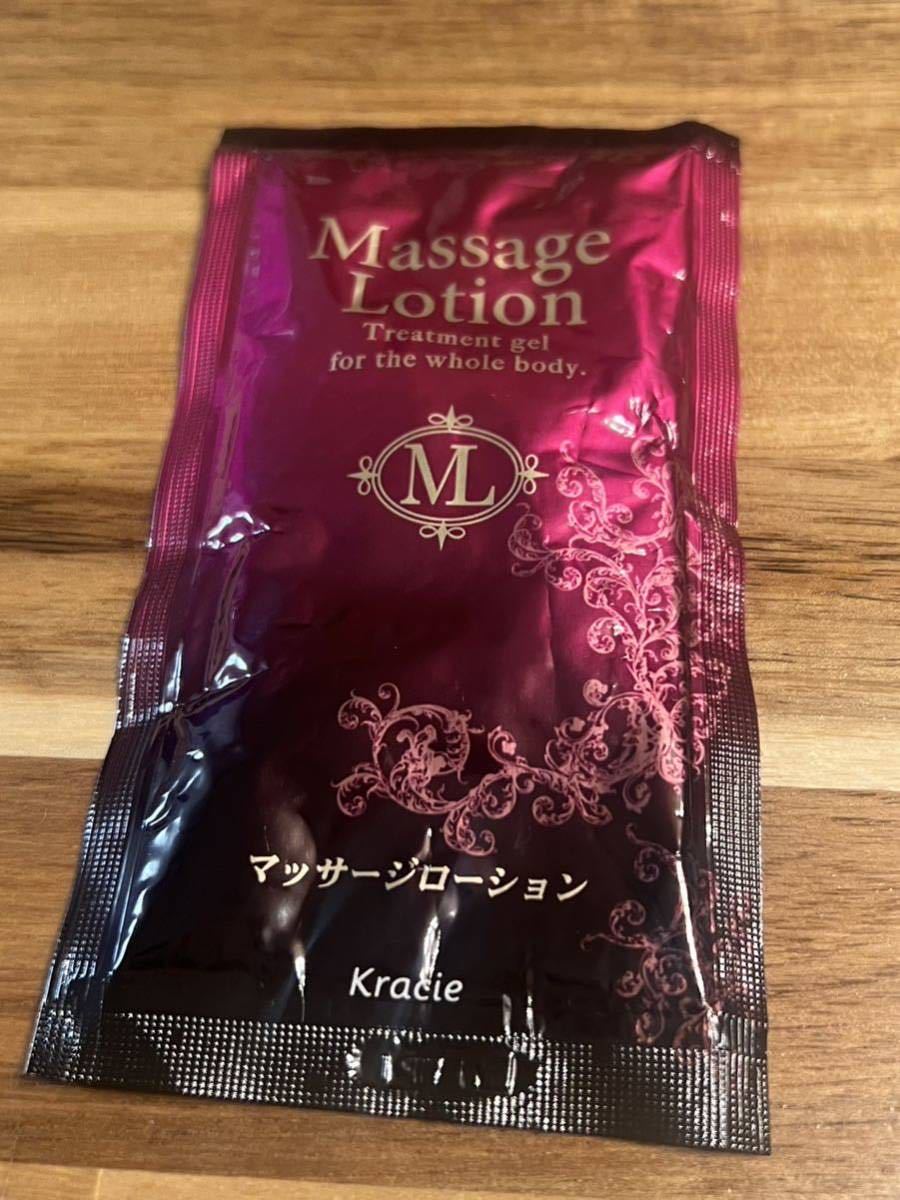 Massage
Lotion
Treatment gel
for the whole body.
ML
マッサージローション
Kracie